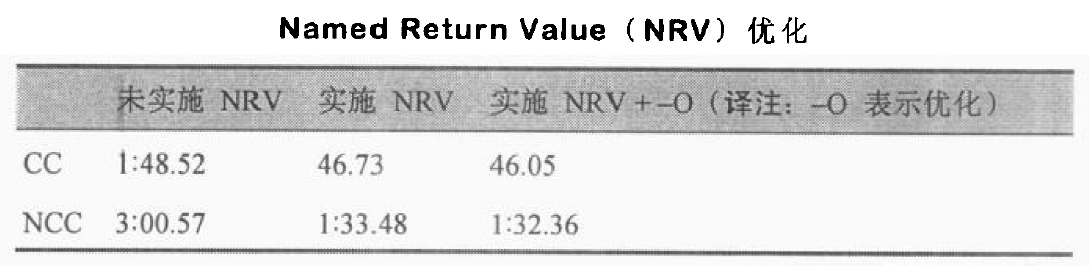 Named Return Value（NRV）优化
未实施 NRV 实施 NRV 实施 NRV + –O（译注：–O 表示优化）
CC 1:48.52 46.73 46.05
NCC 3:00.57 1:33.48 1:32.36